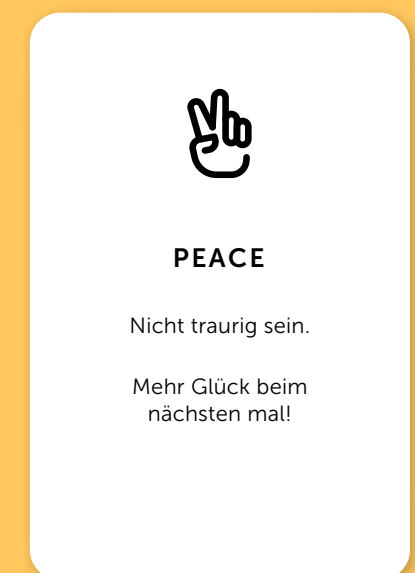 PEACE
Nicht traurig sein.
Mehr Glück beim
nächsten mal!